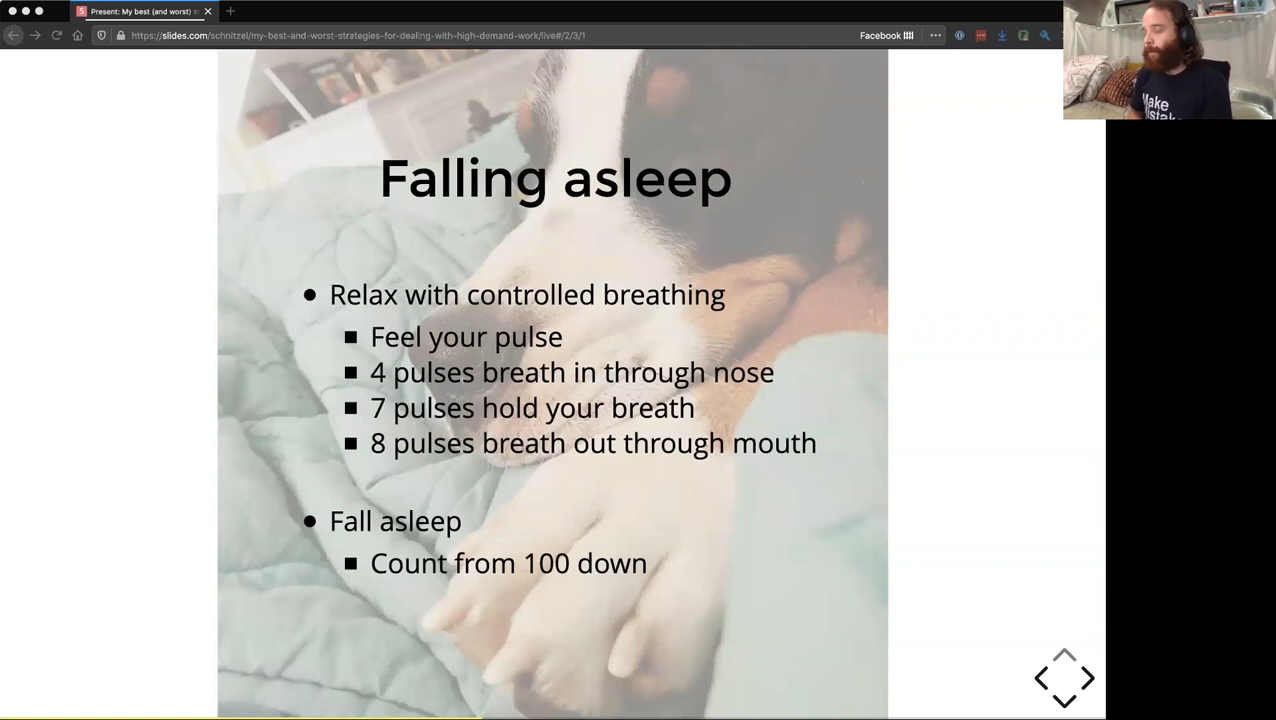 Present: My best (and worst) s
https://slides.com/schnitzel/my-best-and-worst-strategies-for-dealing-with-high-demand-work/live#/2/3/1
Facebook
Make
istak
Falling asleep
Relax with controlled breathing
Feel your pulse
4 pulses breath in through nose
7 pulses hold your breath
8 pulses breath out through mouth
Fall asleep
Count from 100 down